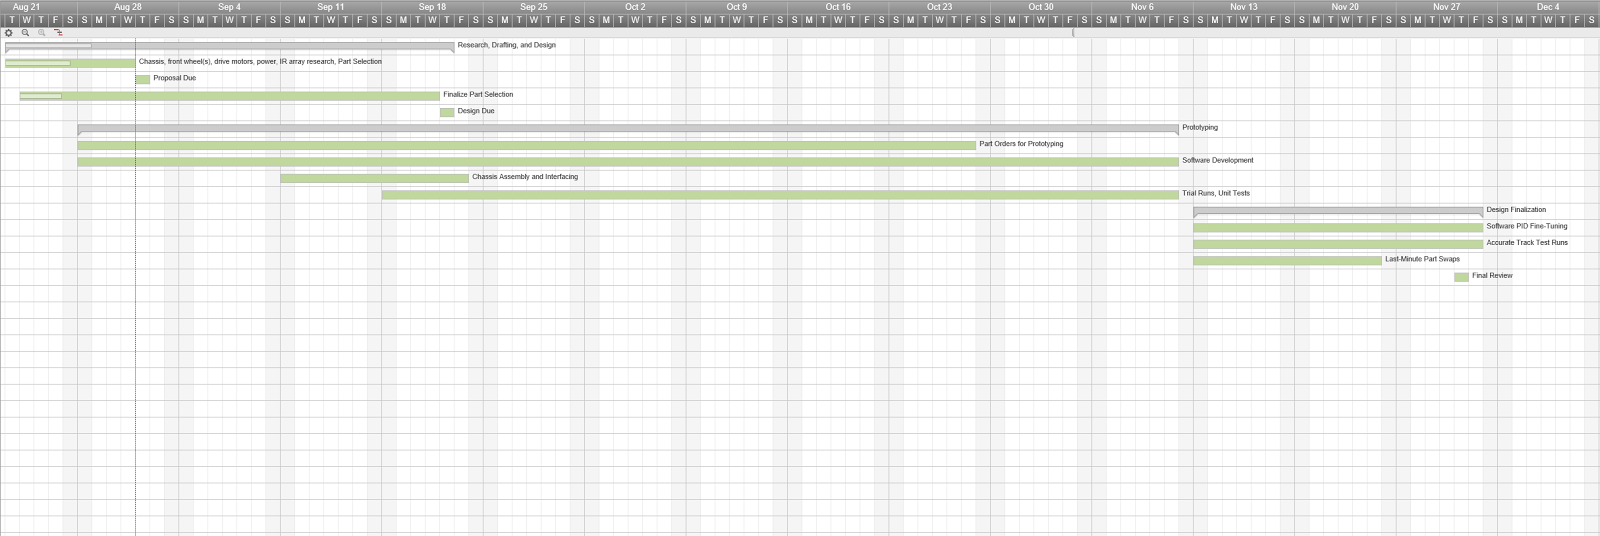 Aug 21 Aug 28 Sep 4 Sep 11 Sep 18 Sep 25 Oct 2 Oct 9 Oct 16 Oct 23 Oct 30 Nov 6 Nov 13 Nov 20 Nov 27 Dec 4
T W T F S S M T W T F S S M T W T F S S M T W T F S S M T W T F S S M T W T F S S M T W T F S S M T W T F S S M T W T F S S M T W T F S S M T W T F S S M T W T F S S M T W T F S S M T W T F S S M T W T F S S M T W T F S
Research, Drafting, and Design
Chassis, front wheel(s), drive motors, power, IR array research, Part Selection
Proposal Due
Finalize Part Selection
Design Due
Prototyping
Part Orders for Prototyping
Software Development
Chassis Assembly and Interfacing
Trial Runs, Unit Tests
Design Finalization
Software PID Fine-Tuning
Accurate Track Test Runs
Last-Minute Part Swaps
Final Review